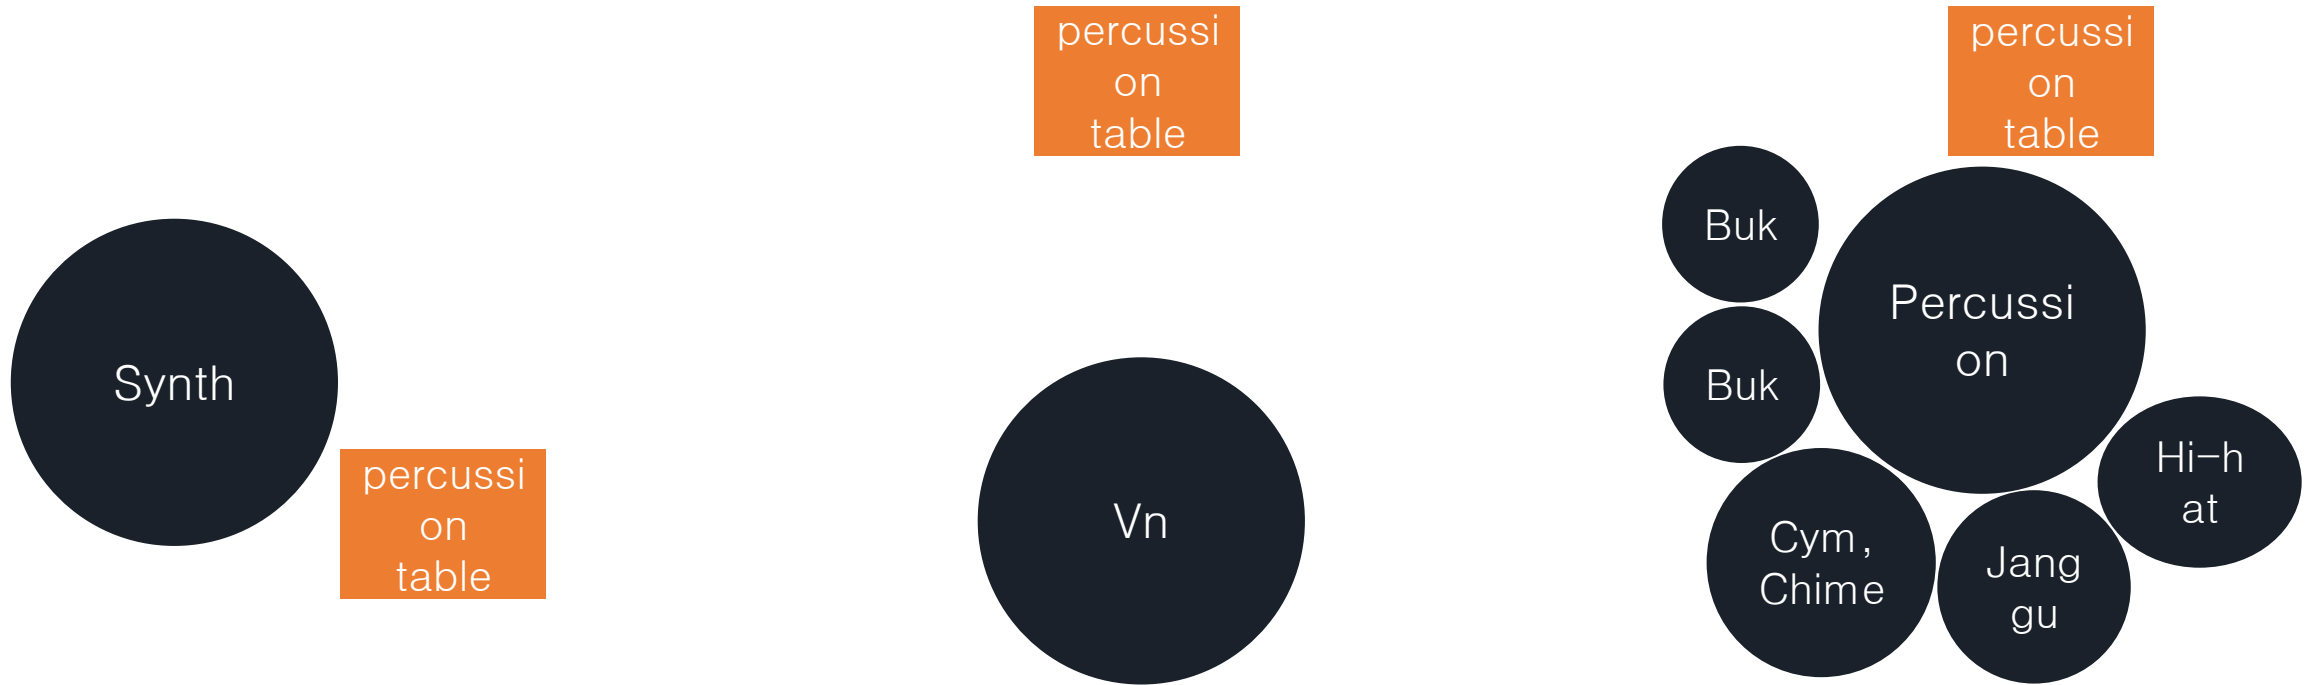 percussi
on
table
percussi
on
table
Buk
Percussi
on
Synth
Buk
percussi
on
table
Vn
Hi-h
at
Cym,
Chime
Jang
gu